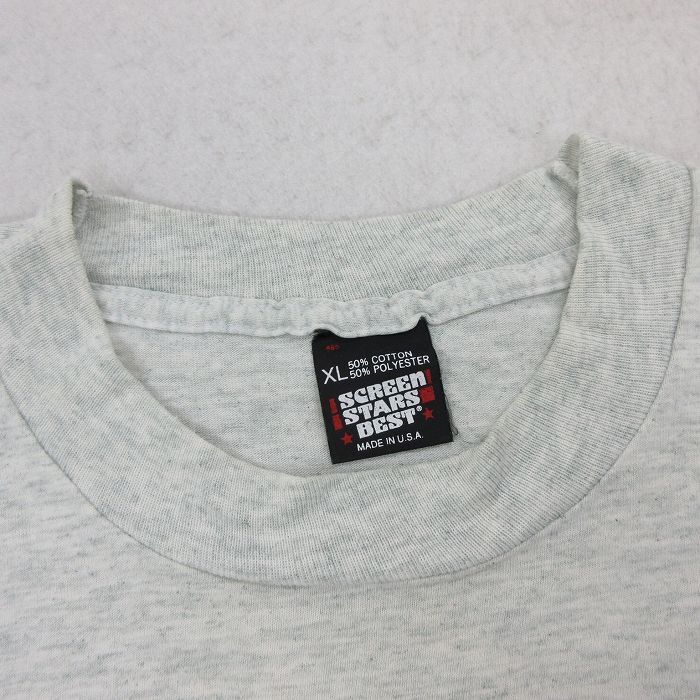 XL 50% COTTON
50% POLYESTER
SCREEN
STARS
BEST®
MADE IN U.S.A.